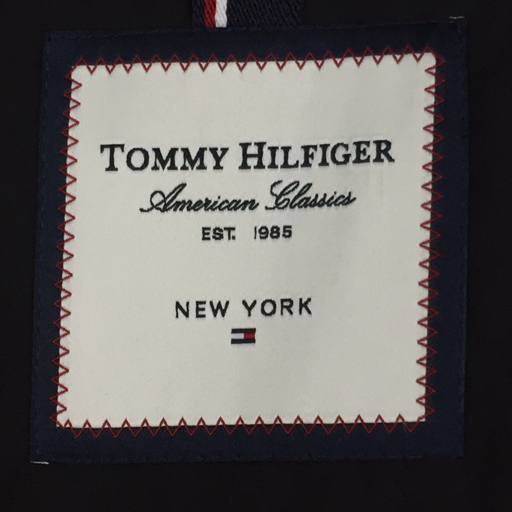 TOMMY HILFIGER
American Classics
EST. 1985
NEW YORK